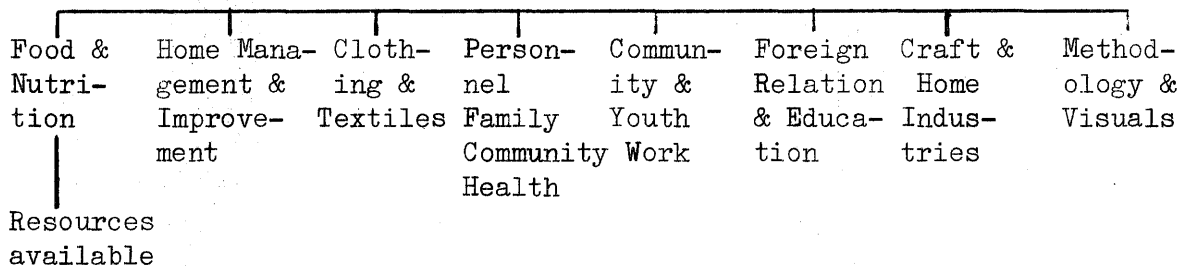 Food &
Nutri-
tion
Home Mana-
gement &
Improve-
ment
Cloth-
ing &
Textiles
Person-
nel
Family
Community
Health
Commun-
ity &
Youth
Work
Foreign
Relation
& Educa-
tion
Craft &
Home
Indus-
tries
Method-
ology &
Visuals
Resources
available